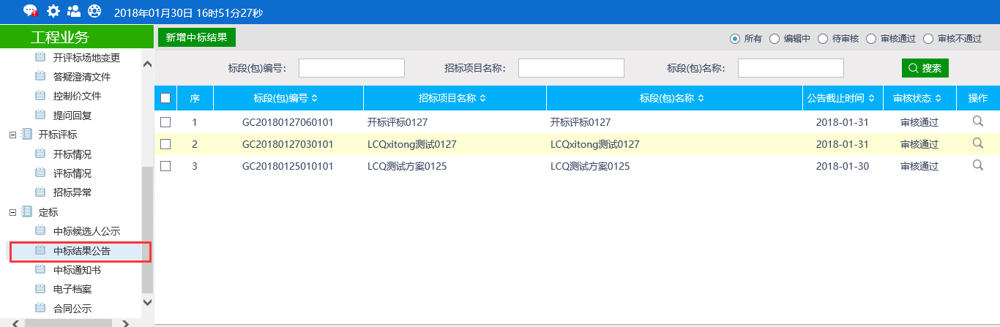 2018年01月30日 16时51分27秒
工程业务
开评标场地变更
答疑澄清文件
控制价文件
提问回复
开标评标
开标情况
评标情况
招标异常
定标
中标候选人公示
中标结果公告
中标通知书
电子档案
合同公示
新增中标结果
所有 编辑中 待审核 审核通过 审核不通过
标段(包)编号： 招标项目名称： 标段(包)名称： 搜索
序 标段(包)编号 招标项目名称 标段(包)名称 公告截止时间 审核状态 操作
1 GC20180127060101 开标评标0127 开标评标0127 2018-01-31 审核通过
2 GC20180127030101 LCQxitong测试0127 LCQxitong测试0127 2018-01-31 审核通过
3 GC20180125010101 LCQ测试方案0125 LCQ测试方案0125 2018-01-30 审核通过